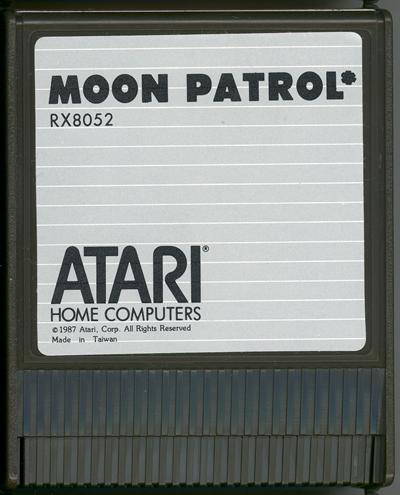 MOON PATROL*
RX8052
ATARI®
HOME COMPUTERS
©1987 Atari, Corp. All Rights Reserved
Made in Taiwan